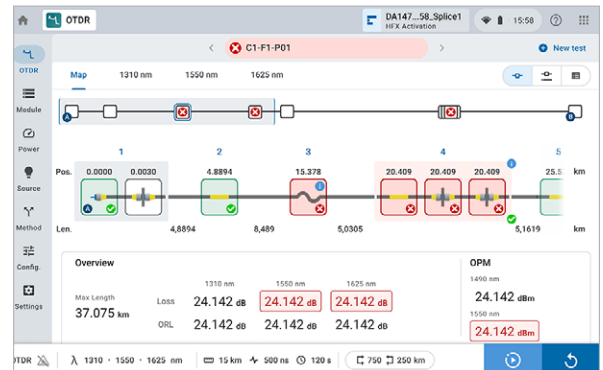 OTDR
DA147...58_Splice1
HFX Activation
15:58
C1-F1-P01
New test
OTDR
Map 1310 nm 1550 nm 1625 nm
Module
A B
Power
1 2 3 4 5
Pos. 0.0000 0.0030 4.8894 15.378 20.409 20.409 20.409 25.5 km
Source
A
Method
Len. 4,8894 8,489 5,0305 5,1619 km
Config.
Overview OPM
1310 nm 1550 nm 1625 nm 1490 nm
Max Length Loss 24.142 dB 24.142 dB 24.142 dB 24.142 dBm
37.075 km
Settings
1550 nm
ORL 24.142 dB 24.142 dB 24.142 dB 24.142 dBm
OTDR λ 1310 · 1550 · 1625 nm 15 km 500 ns 120 s 750 250 km